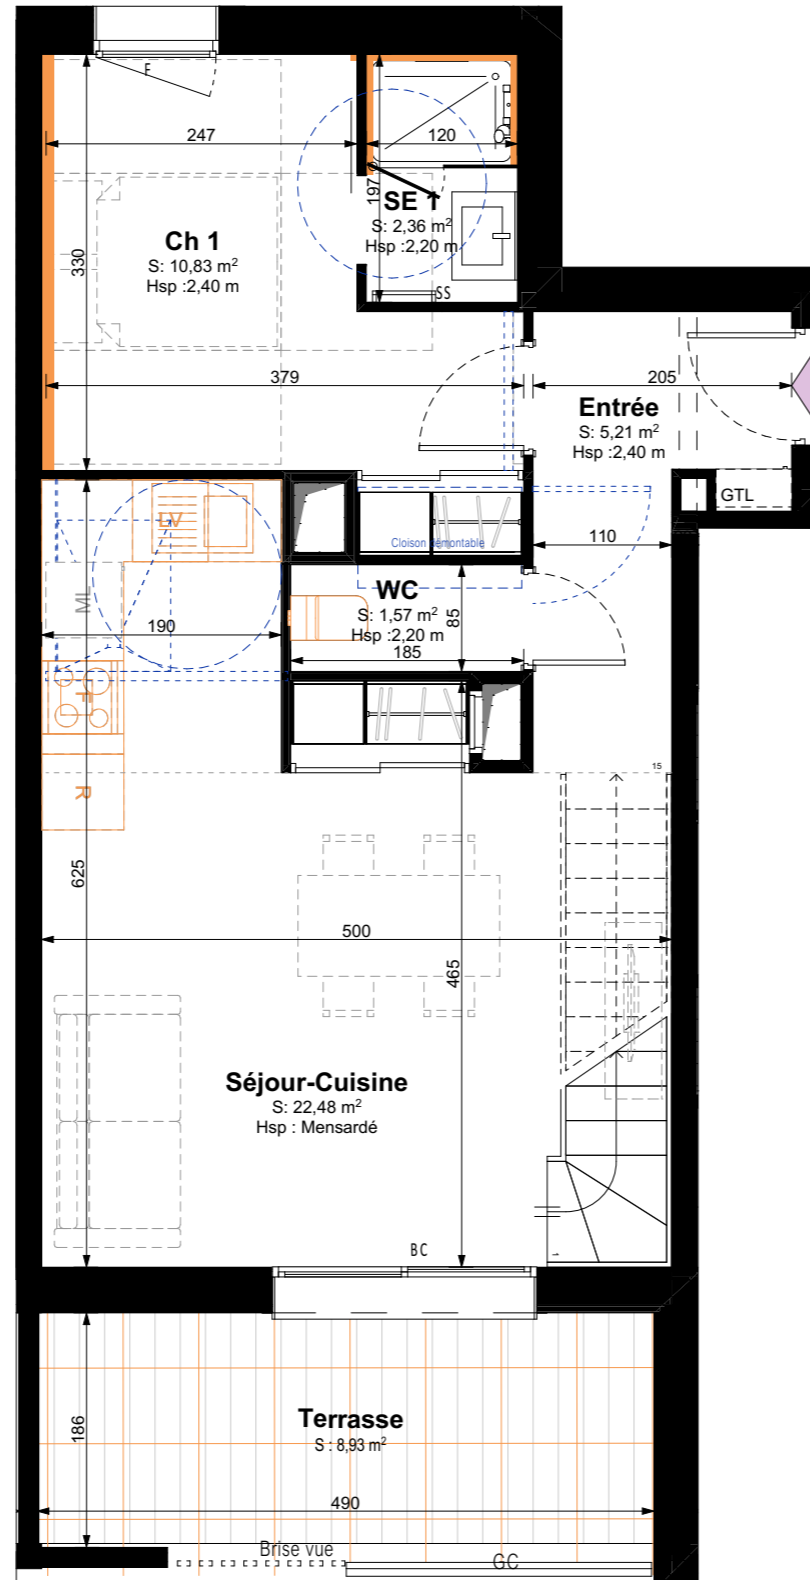 F
247
120
197
SE 1
S: 2,36 m²
Hsp :2,20 m
Ch 1
S: 10,83 m²
Hsp :2,40 m
330
SS
379
205
Entrée
S: 5,21 m²
Hsp :2,40 m
GTL
LV
Cloison démontable
110
WC
S: 1,57 m²
Hsp :2,20 m
85
185
ML
190
F
R
15
625
500
465
Séjour-Cuisine
S: 22,48 m²
Hsp : Mensardé
BC
1
Terrasse
S : 8,93 m²
186
490
Brise vue
GC